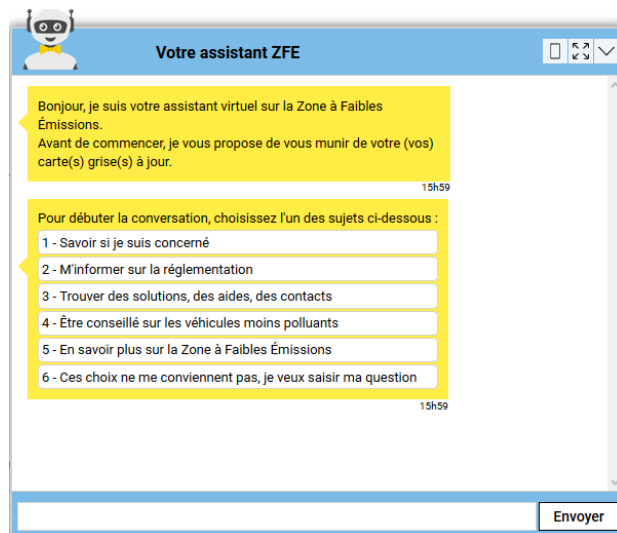 Votre assistant ZFE
Bonjour, je suis votre assistant virtuel sur la Zone à Faibles
Émissions.
Avant de commencer, je vous propose de vous munir de votre (vos)
carte(s) grise(s) à jour.
15h59
Pour débuter la conversation, choisissez l'un des sujets ci-dessous :
1 - Savoir si je suis concerné
2 - M'informer sur la réglementation
3 - Trouver des solutions, des aides, des contacts
4 - Être conseillé sur les véhicules moins polluants
5 - En savoir plus sur la Zone à Faibles Émissions
6 - Ces choix ne me conviennent pas, je veux saisir ma question
15h59
Envoyer